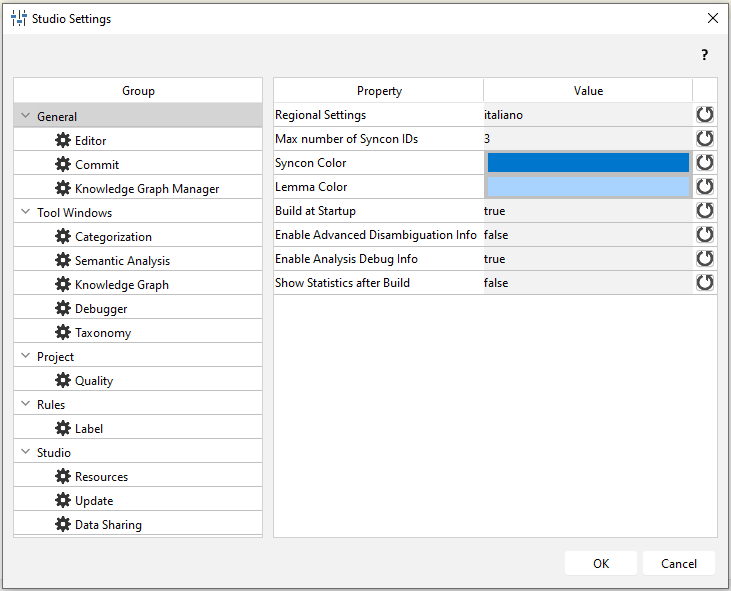 Studio Settings
?
Group
General
Editor
Commit
Knowledge Graph Manager
Tool Windows
Categorization
Semantic Analysis
Knowledge Graph
Debugger
Taxonomy
Project
Quality
Rules
Label
Studio
Resources
Update
Data Sharing
Property Value
Regional Settings italiano
Max number of Syncon IDs 3
Syncon Color
Lemma Color
Build at Startup true
Enable Advanced Disambiguation Info false
Enable Analysis Debug Info true
Show Statistics after Build false
OK Cancel